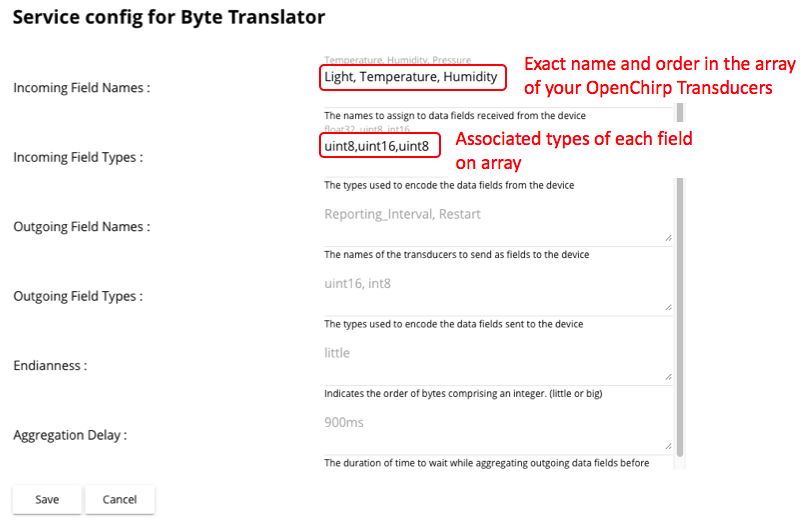 Service config for Byte Translator
Temperature, Humidity, Pressure
Incoming Field Names :
Light, Temperature, Humidity
Exact name and order in the array
of your OpenChirp Transducers
The names to assign to data fields received from the device
float32, uint8, int16
Incoming Field Types :
uint8,uint16,uint8
Associated types of each field
on array
The types used to encode the data fields from the device
Outgoing Field Names :
Reporting_Interval, Restart
The names of the transducers to send as fields to the device
Outgoing Field Types :
uint16, int8
The types used to encode the data fields sent to the device
Endianness :
little
Indicates the order of bytes comprising an integer. (little or big)
Aggregation Delay :
900ms
The duration of time to wait while aggregating outgoing data fields before
Save
Cancel